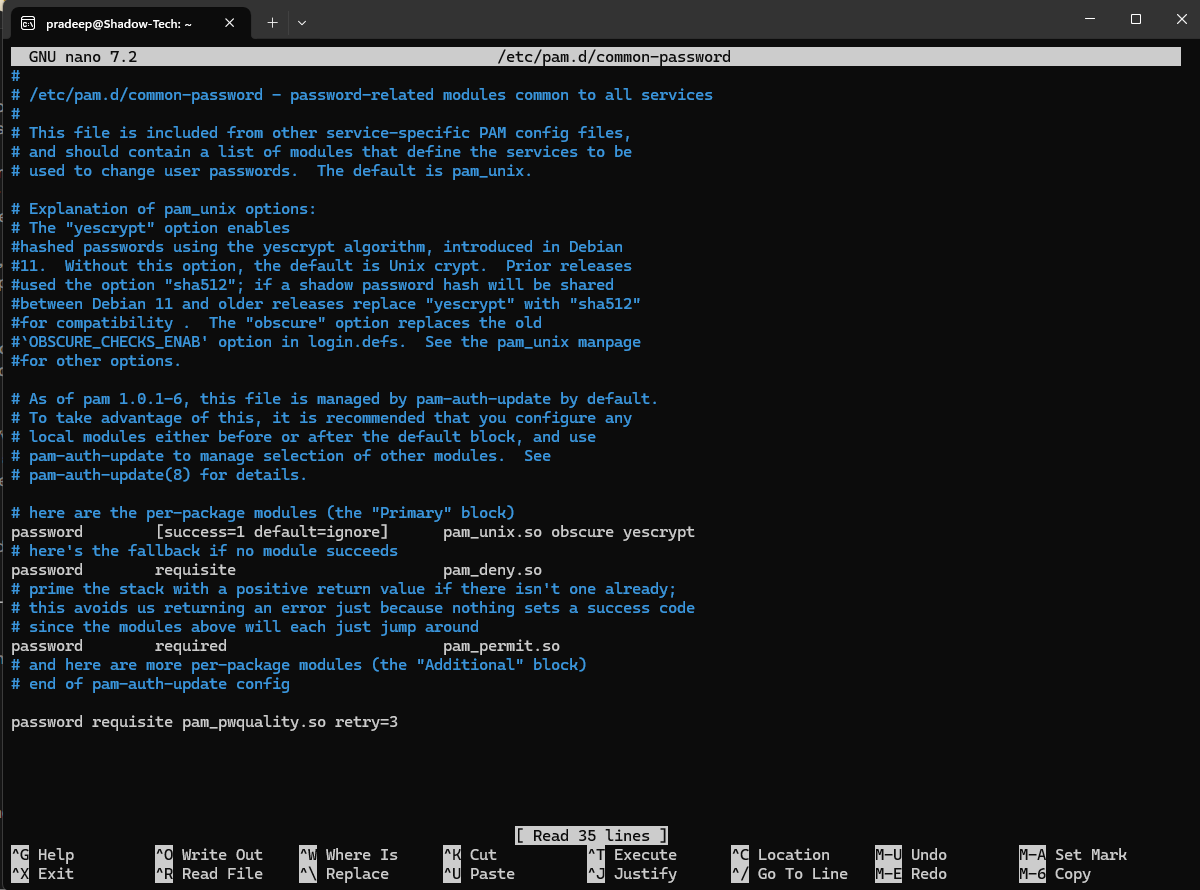 pradeep@Shadow-Tech: ~
GNU nano 7.2 /etc/pam.d/common-password
#
# /etc/pam.d/common-password - password-related modules common to all services
#
# This file is included from other service-specific PAM config files,
# and should contain a list of modules that define the services to be
# used to change user passwords.  The default is pam_unix.

# Explanation of pam_unix options:
# The "yescrypt" option enables
#hashed passwords using the yescrypt algorithm, introduced in Debian
#11.  Without this option, the default is Unix crypt.  Prior releases
#used the option "sha512"; if a shadow password hash will be shared
#between Debian 11 and older releases replace "yescrypt" with "sha512"
#for compatibility .  The "obscure" option replaces the old
#`OBSCURE_CHECKS_ENAB' option in login.defs.  See the pam_unix manpage
#for other options.

# As of pam 1.0.1-6, this file is managed by pam-auth-update by default.
# To take advantage of this, it is recommended that you configure any
# local modules either before or after the default block, and use
# pam-auth-update to manage selection of other modules.  See
# pam-auth-update(8) for details.

# here are the per-package modules (the "Primary" block)
password        [success=1 default=ignore]      pam_unix.so obscure yescrypt
# here's the fallback if no module succeeds
password        requisite                       pam_deny.so
# prime the stack with a positive return value if there isn't one already;
# this avoids us returning an error just because nothing sets a success code
# since the modules above will each just jump around
password        required                        pam_permit.so
# and here are more per-package modules (the "Additional" block)
# end of pam-auth-update config

password requisite pam_pwquality.so retry=3
[ Read 35 lines ]
^G Help ^O Write Out ^W Where Is ^K Cut ^T Execute ^C Location M-U Undo M-A Set Mark
^X Exit ^R Read File ^\ Replace ^U Paste ^J Justify ^/ Go To Line M-E Redo M-6 Copy